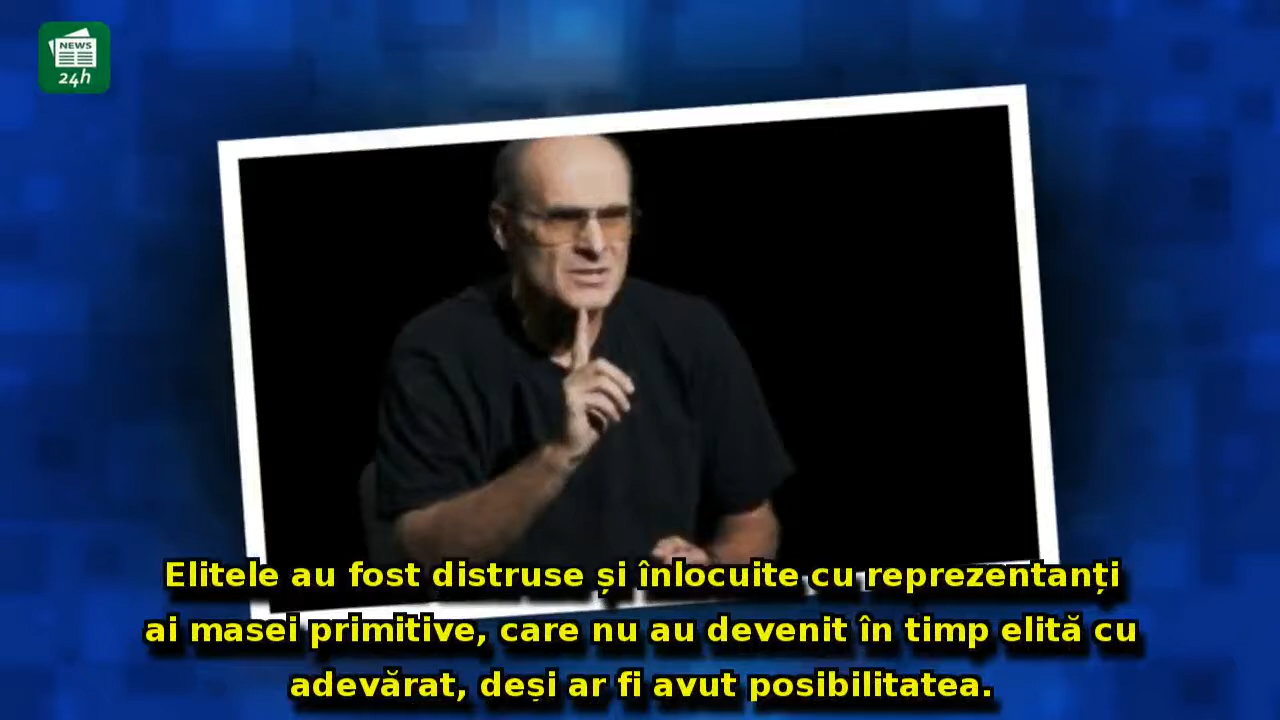 NEWS
24h
Elitele au fost distruse și înlocuite cu reprezentanți
ai masei primitive, care nu au devenit în timp elită cu
adevărat, deși ar fi avut posibilitatea.